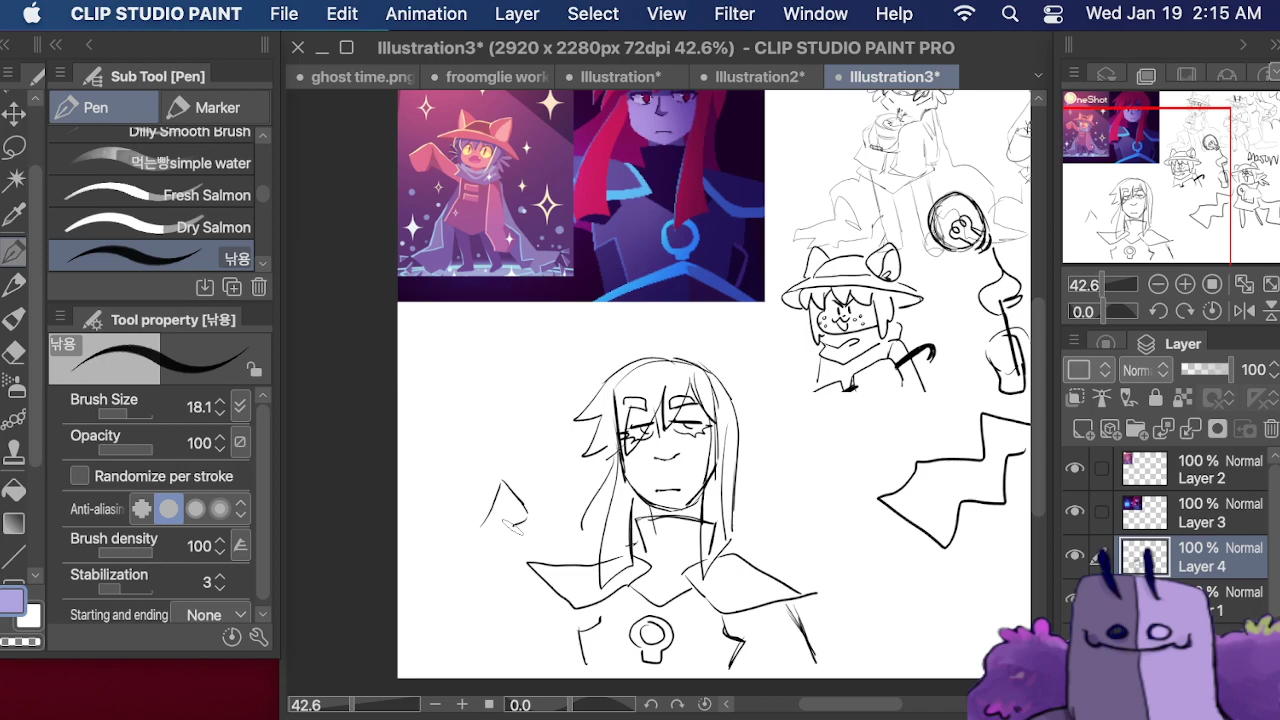 CLIP STUDIO PAINT File Edit Animation Layer Select View Filter Window Help Wed Jan 19 2:15 AM
Illustration3* (2920 x 2280px 72dpi 42.6%) - CLIP STUDIO PAINT PRO
Sub Tool [Pen]
ghost time.png
froomglie work
Illustration*
Illustration2*
Illustration3*
Pen
Marker
Dilly Smooth Brush
먹는빵simple water
Fresh Salmon
Dry Salmon
낚용
Tool property [낚용]
낚용
Brush Size 18.1
Opacity 100
Randomize per stroke
Anti-aliasin
Brush density 100
Stabilization 3
Starting and ending None
42.6 0.0
OneShot
42.6
0.0
Layer
Norm 100
100 % Normal
Layer 2
100 % Normal
Layer 3
100 % Normal
Layer 4
Normal